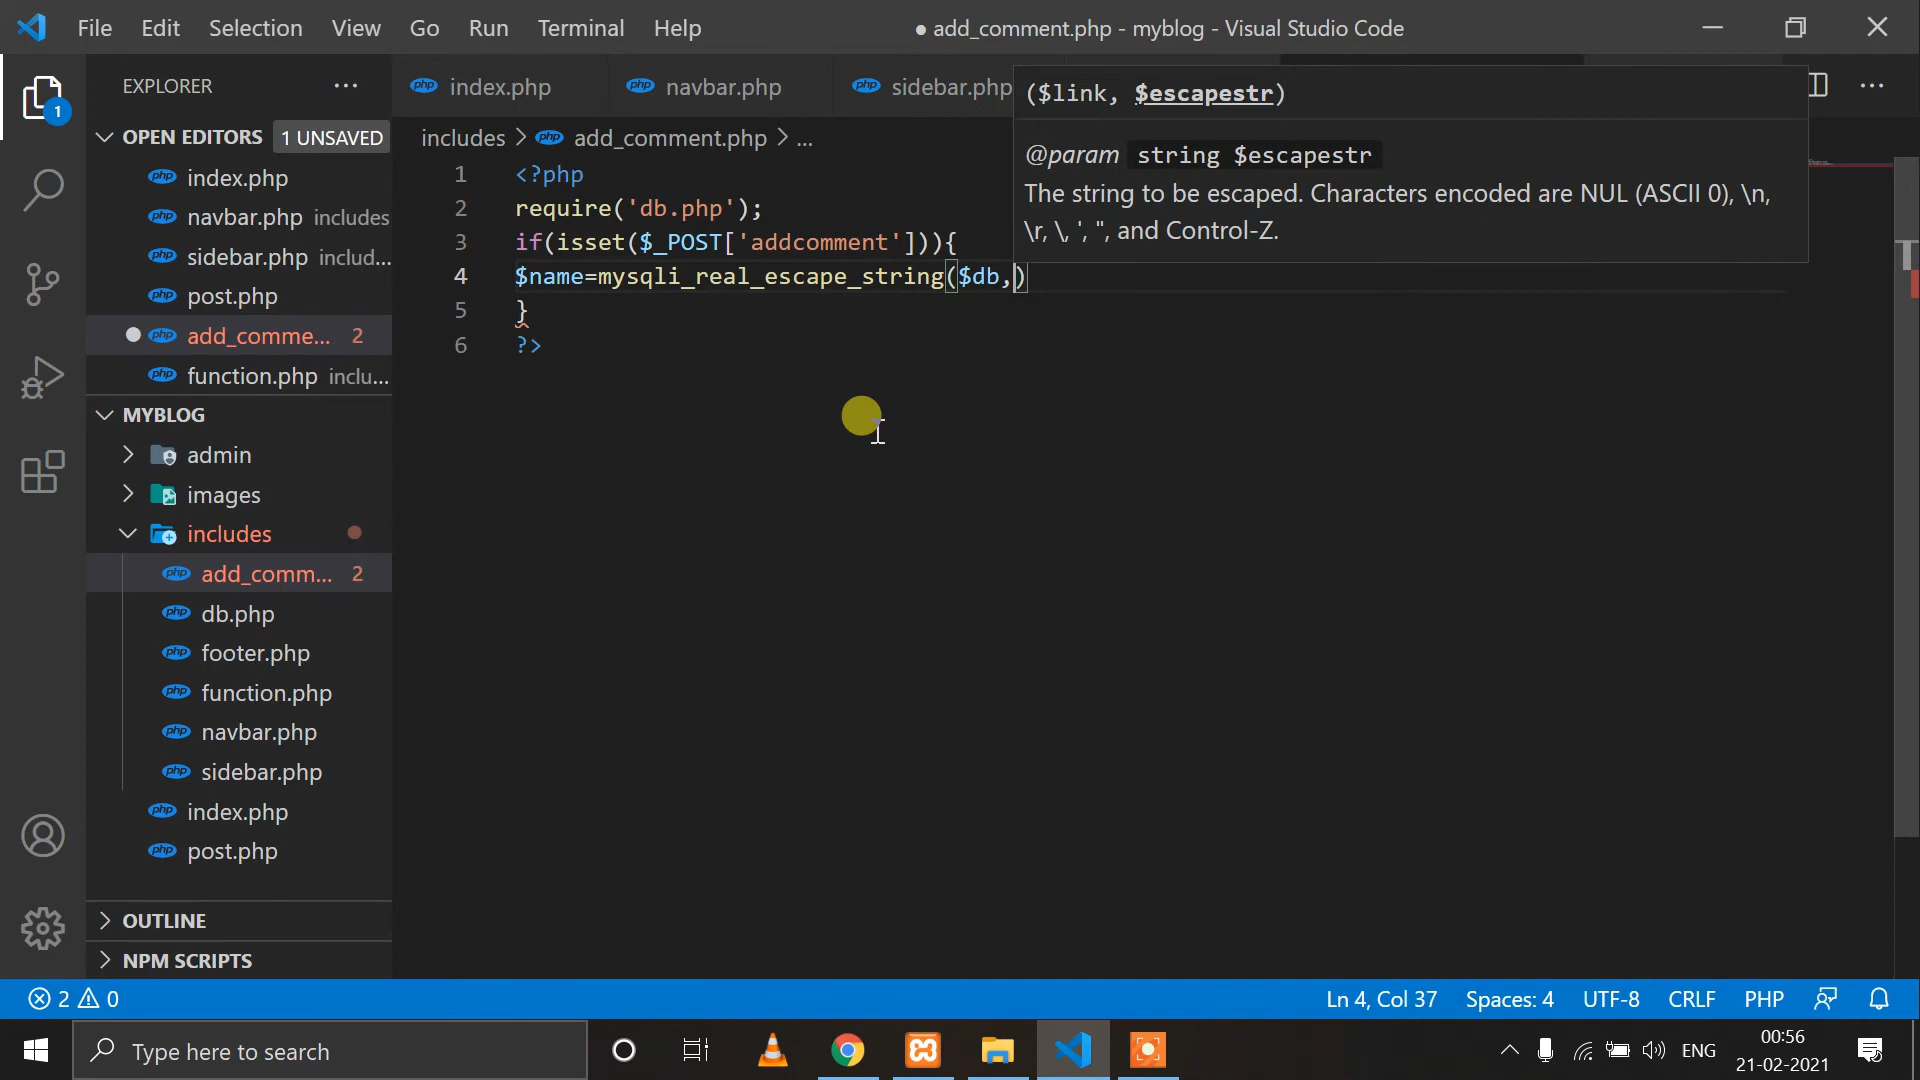 File Edit Selection View Go Run Terminal Help
● add_comment.php - myblog - Visual Studio Code
EXPLORER
index.php navbar.php sidebar.php
OPEN EDITORS 1 UNSAVED
index.php
navbar.php includes
sidebar.php includ...
post.php
add_comme... 2
function.php inclu...
MYBLOG
admin
images
includes
add_comm... 2
db.php
footer.php
function.php
navbar.php
sidebar.php
index.php
post.php
OUTLINE
NPM SCRIPTS
includes > add_comment.php > ...
1 <?php
2 require('db.php');
3 if(isset($_POST['addcomment'])){
4 $name=mysqli_real_escape_string($db,)
5 }
6 ?>
($link, $escapestr)
@param string $escapestr
The string to be escaped. Characters encoded are NUL (ASCII 0), \n,
\r, \, ', ", and Control-Z.
1
2 0
Ln 4, Col 37 Spaces: 4 UTF-8 CRLF PHP
Type here to search
ENG
00:56
21-02-2021